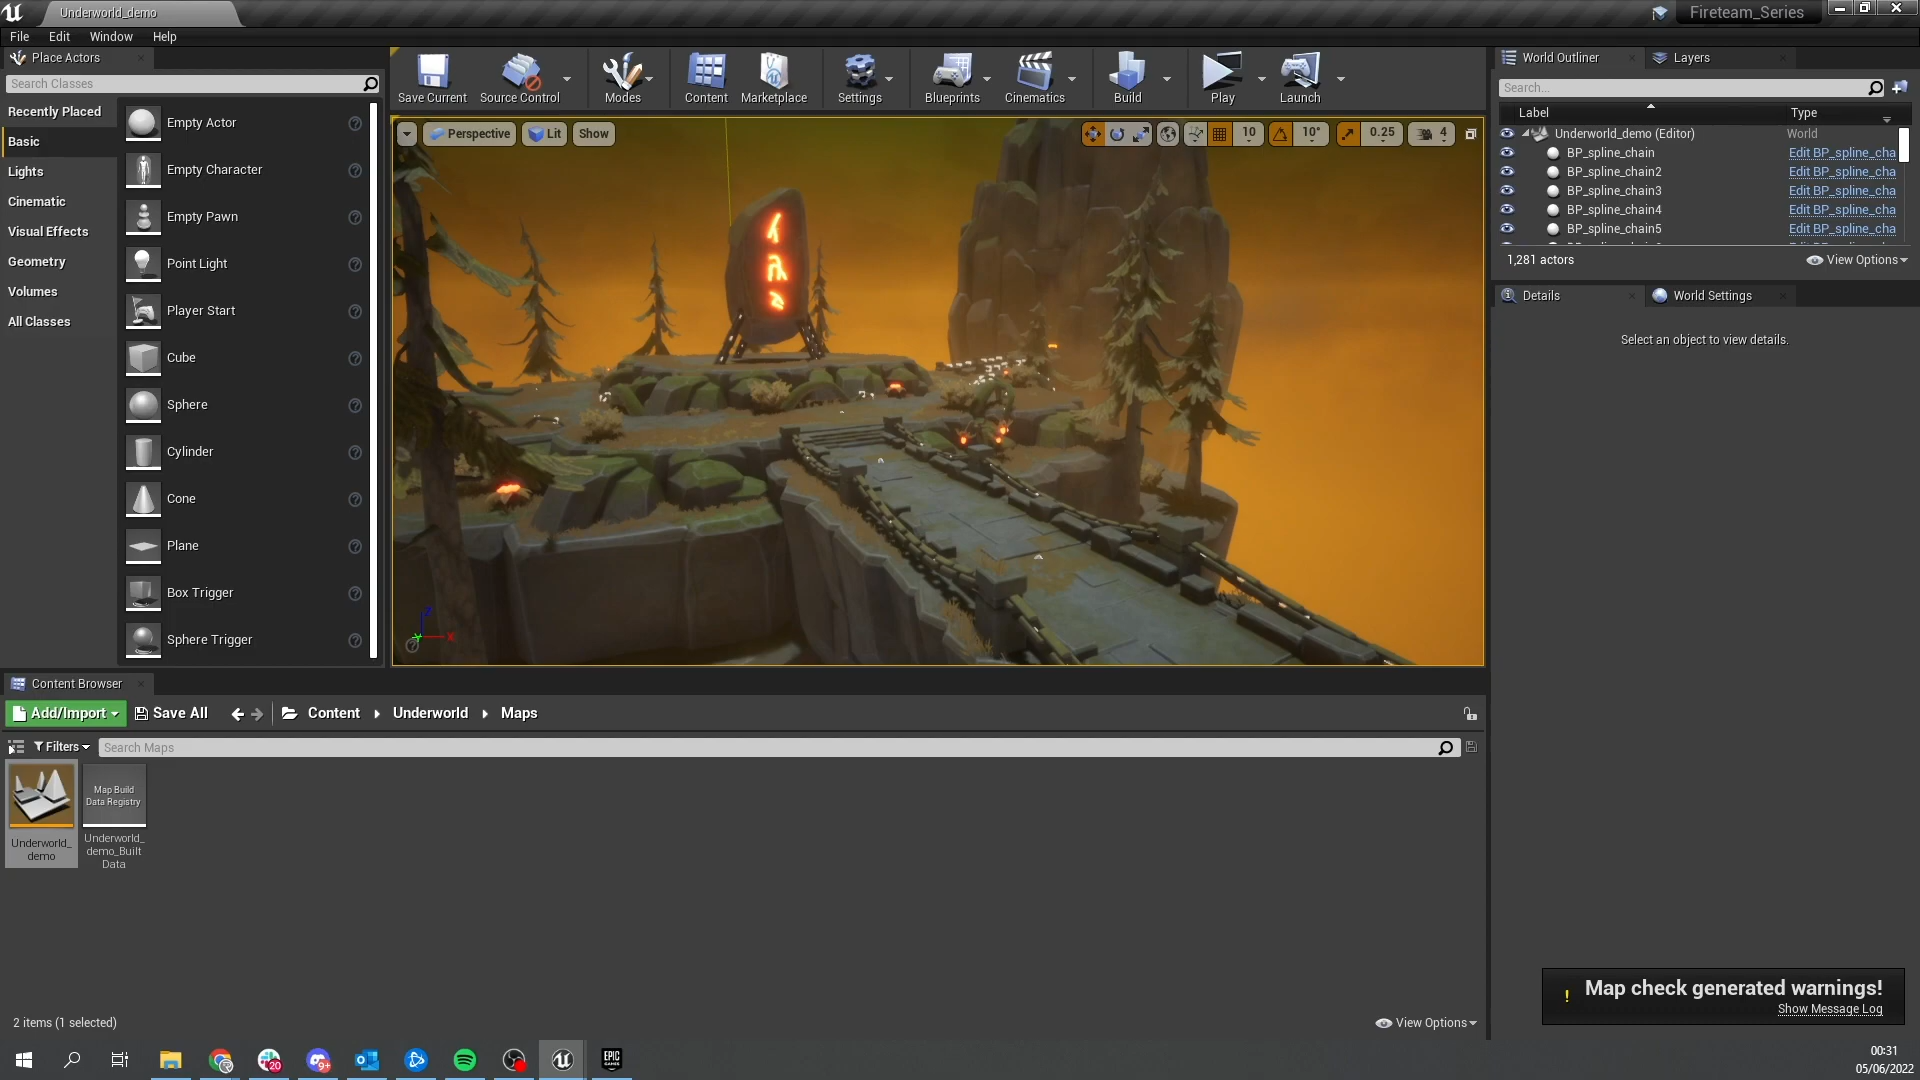 Underworld_demo
Fireteam_Series
File Edit Window Help
Place Actors
Search Classes
Recently Placed
Basic
Lights
Cinematic
Visual Effects
Geometry
Volumes
All Classes
Empty Actor
Empty Character
Empty Pawn
Point Light
Player Start
Cube
Sphere
Cylinder
Cone
Plane
Box Trigger
Sphere Trigger
Save Current
Source Control
Modes
Content
Marketplace
Settings
Blueprints
Cinematics
Build
Play
Launch
Perspective
Lit
Show
10
10°
0.25
4
Z
X
World Outliner
Layers
Search...
Label
Type
Underworld_demo (Editor) World
BP_spline_chain Edit BP_spline_cha
BP_spline_chain2 Edit BP_spline_cha
BP_spline_chain3 Edit BP_spline_cha
BP_spline_chain4 Edit BP_spline_cha
BP_spline_chain5 Edit BP_spline_cha
1,281 actors
View Options
Details
World Settings
Select an object to view details.
Content Browser
Add/Import
Save All
Content
Underworld
Maps
Filters
Search Maps
Underworld_
demo
Map Build
Data Registry
Underworld_
demo_Built
Data
2 items (1 selected)
View Options
Map check generated warnings!
Show Message Log
20
9+
EPIC
GAMES
00:31
05/06/2022